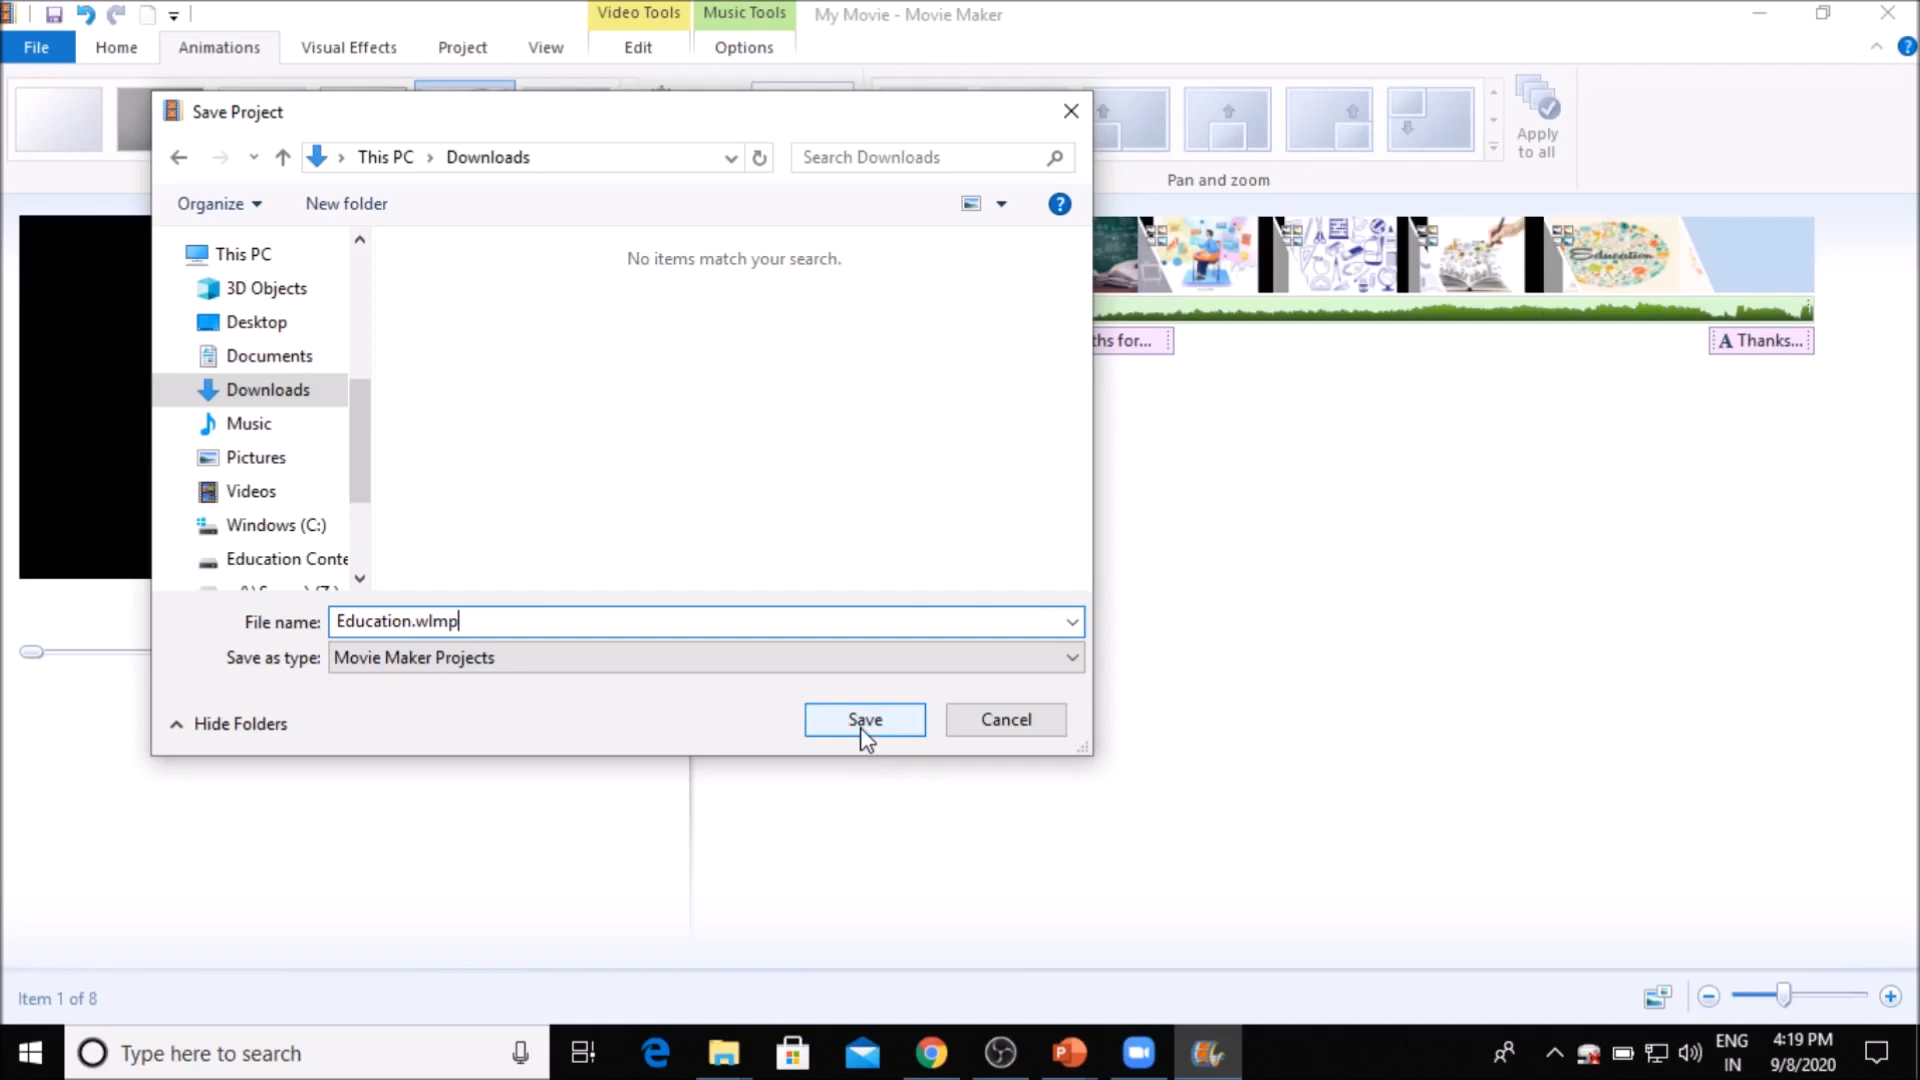 Video Tools
Music Tools
My Movie - Movie Maker
File
Home
Animations
Visual Effects
Project
View
Edit
Options
Save Project
This PC
Downloads
Search Downloads
Organize
New folder
Apply
to all
Pan and zoom
This PC
3D Objects
Desktop
Documents
Downloads
Music
Pictures
Videos
Windows (C:)
Education Conte
No items match your search.
Education
ths for...
A Thanks...
File name:
Education.wlmp
Save as type:
Movie Maker Projects
Hide Folders
Save
Cancel
Item 1 of 8
Type here to search
ENG
IN
4:19 PM
9/8/2020